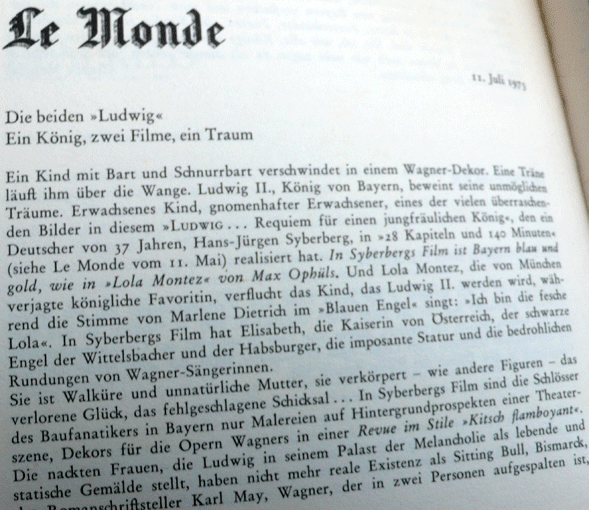 Le Monde
11. Juli 1973
Die beiden »Ludwig«
Ein König, zwei Filme, ein Traum
Ein Kind mit Bart und Schnurrbart verschwindet in einem Wagner-Dekor. Eine Träne
läuft ihm über die Wange. Ludwig II., König von Bayern, beweint seine unmöglichen
Träume. Erwachsenes Kind, gnomenhafter Erwachsener, eines der vielen überraschen-
den Bilder in diesem »LUDWIG ... Requiem für einen jungfräulichen König«, den ein
Deutscher von 37 Jahren, Hans-Jürgen Syberberg, in »28 Kapiteln und 140 Minuten«
(siehe Le Monde vom 11. Mai) realisiert hat. In Syberbergs Film ist Bayern blau und
gold, wie in »Lola Montez« von Max Ophüls. Und Lola Montez, die von München
verjagte königliche Favoritin, verflucht das Kind, das Ludwig II. werden wird, wäh-
rend die Stimme von Marlene Dietrich im »Blauen Engel« singt: »Ich bin die fesche
Lola«. In Syberbergs Film hat Elisabeth, die Kaiserin von Österreich, der schwarze
Engel der Wittelsbacher und der Habsburger, die imposante Statur und die bedrohlichen
Rundungen von Wagner-Sängerinnen.
Sie ist Walküre und unnatürliche Mutter, sie verkörpert – wie andere Figuren – das
verlorene Glück, das fehlgeschlagene Schicksal ... In Syberbergs Film sind die Schlösser
des Baufanatikers in Bayern nur Malereien auf Hintergrundprospekten einer Theater-
szene, Dekors für die Opern Wagners in einer Revue im Stile »Kitsch flamboyant«.
Die nackten Frauen, die Ludwig in seinem Palast der Melancholie als lebende und
statische Gemälde stellt, haben nicht mehr reale Existenz als Sitting Bull, Bismarck,
der Romanschriftsteller Karl May, Wagner, der in zwei Personen aufgespalten ist,